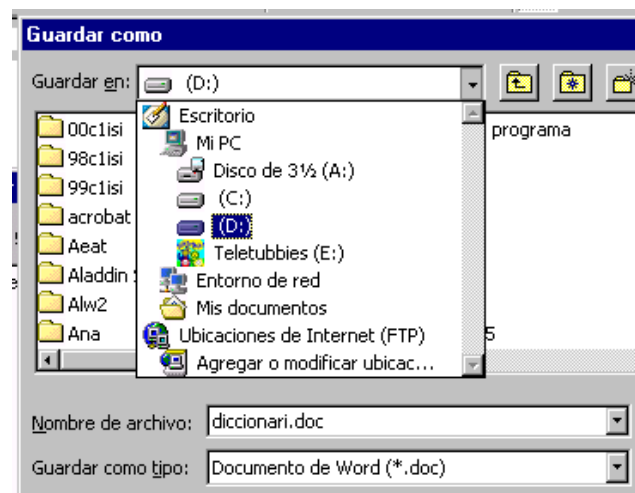 Guardar como
Guardar en: (D:)
Escritorio
Mi PC
Disco de 3½ (A:)
(C:)
(D:)
Teletubbies (E:)
Entorno de red
Mis documentos
Ubicaciones de Internet (FTP)
Agregar o modificar ubicac...
00c1isi
98c1isi
99c1isi
acrobat
Aeat
Aladdin
Alw2
Ana
programa
5
Nombre de archivo: diccionari.doc
Guardar como tipo: Documento de Word (*.doc)